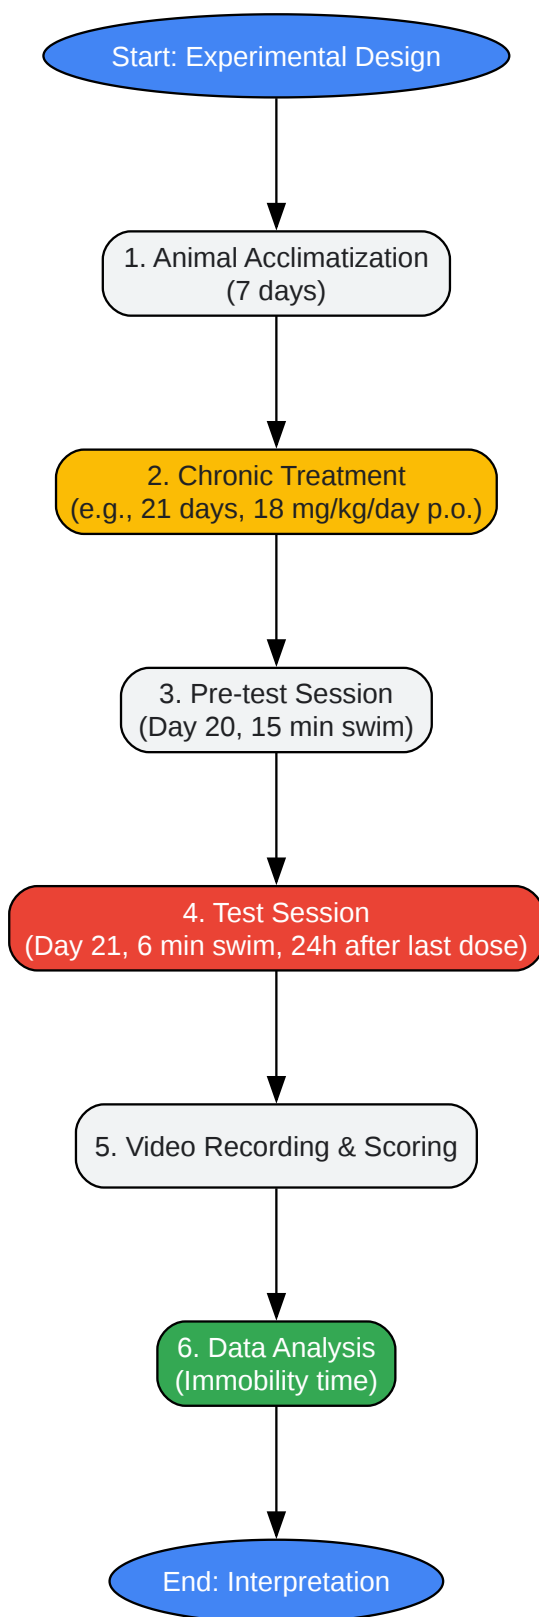 Start: Experimental Design
1. Animal Acclimatization
(7 days)
2. Chronic Treatment
(e.g., 21 days, 18 mg/kg/day p.o.)
3. Pre-test Session
(Day 20, 15 min swim)
4. Test Session
(Day 21, 6 min swim, 24h after last dose)
5. Video Recording & Scoring
6. Data Analysis
(Immobility time)
End: Interpretation